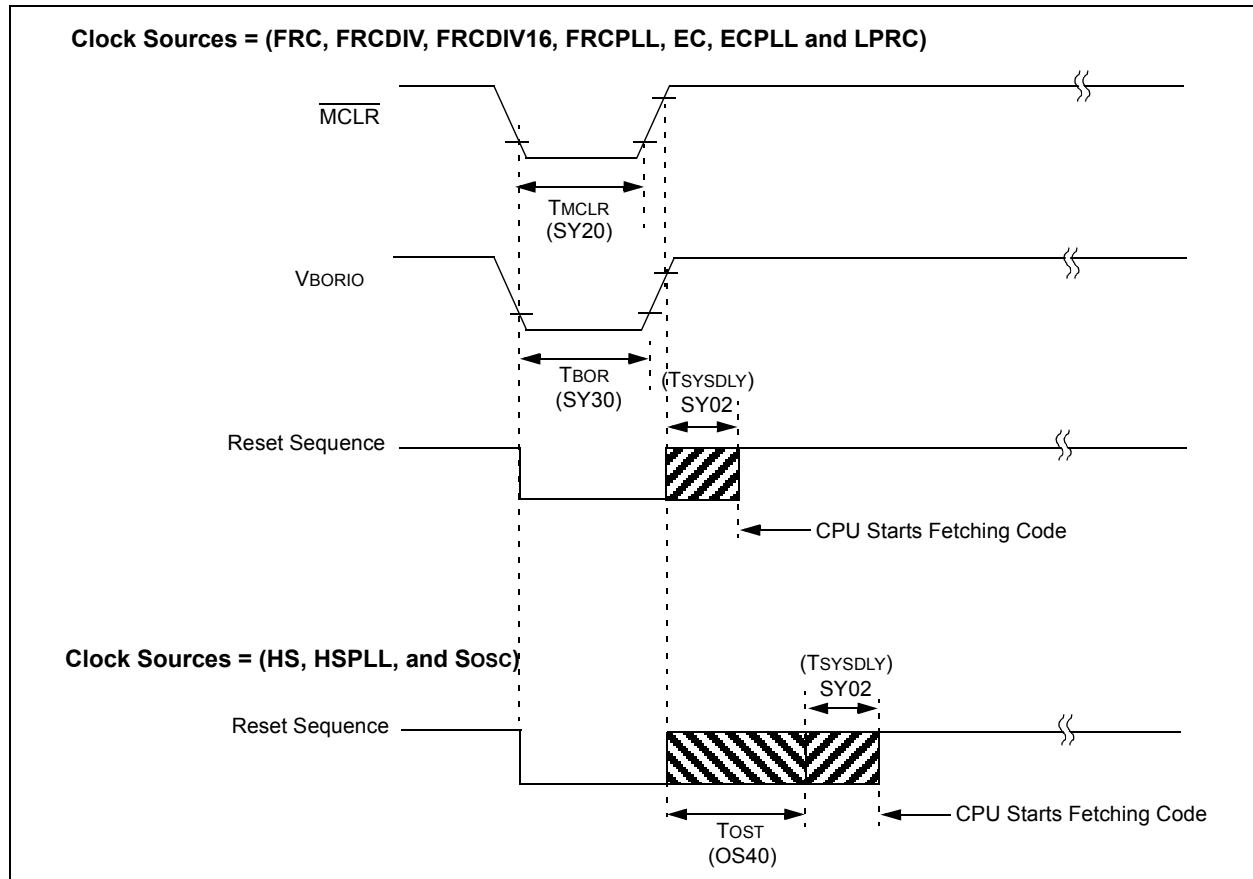 Clock Sources = (FRC, FRCDIV, FRCDIV16, FRCPLL, EC, ECPLL and LPRC)
MCLR
TMCLR
(SY20)
VBORIO
TBOR
(SY30)
(TSYSDLY)
SY02
Reset Sequence
CPU Starts Fetching Code
Clock Sources = (HS, HSPLL, and SOSC)
(TSYSDLY)
SY02
Reset Sequence
CPU Starts Fetching Code
TOST
(OS40)